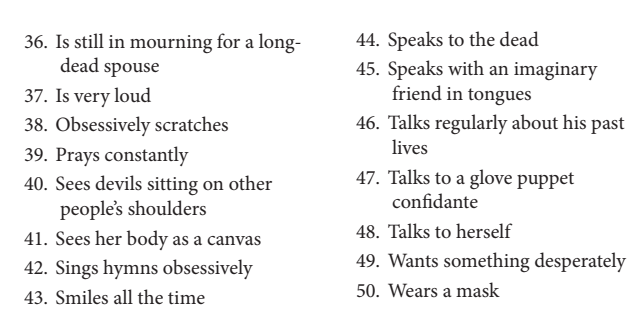 36. Is still in mourning for a long-
dead spouse
37. Is very loud
38. Obsessively scratches
39. Prays constantly
40. Sees devils sitting on other
people's shoulders
41. Sees her body as a canvas
42. Sings hymns obsessively
43. Smiles all the time
44. Speaks to the dead
45. Speaks with an imaginary
friend in tongues
46. Talks regularly about his past
lives
47. Talks to a glove puppet
confidante
48. Talks to herself
49. Wants something desperately
50. Wears a mask